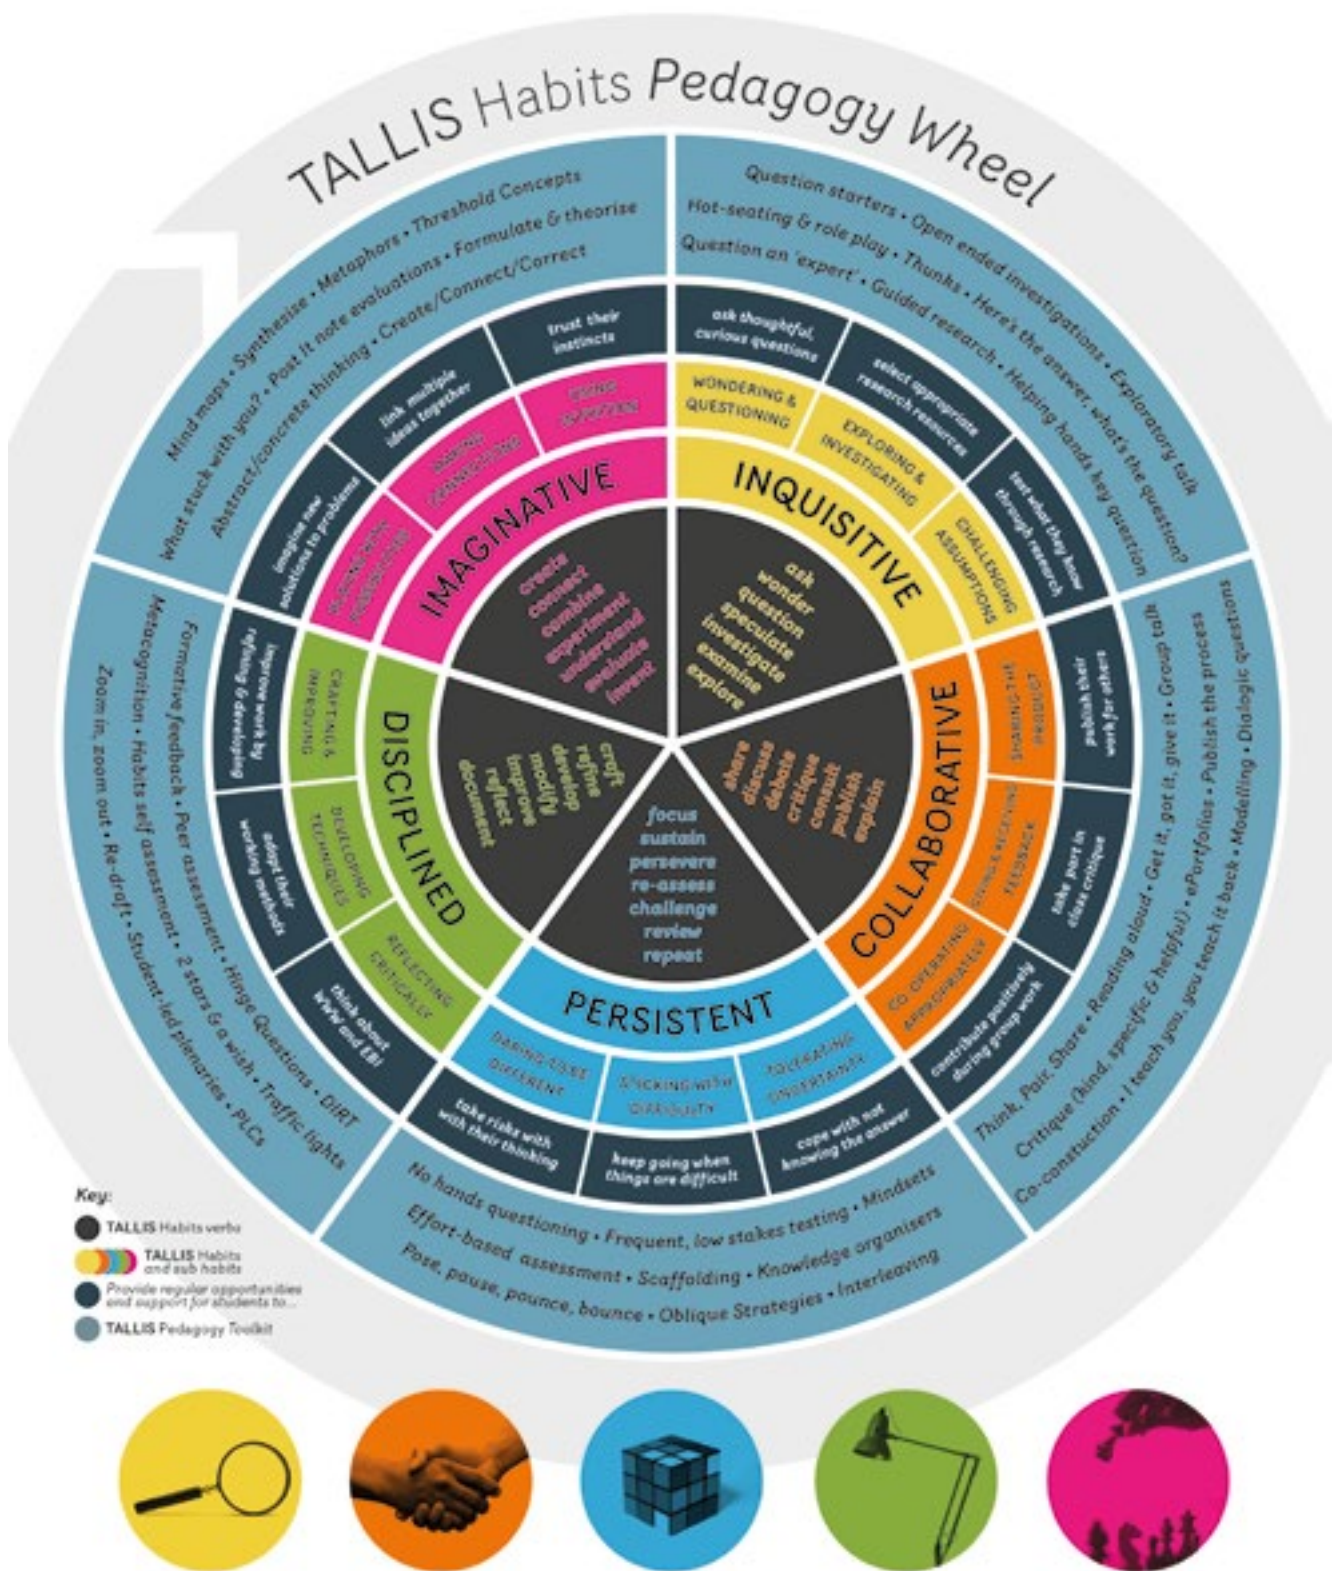 TALLIS Habits Pedagogy Wheel
Question starters • Open ended investigations • Exploratory talk
Hot-seating & role play • Thunks • Here's the answer, what's the question?
Question an 'expert' • Guided research • Helping hands key question
ask thoughtful,
curious questions
select appropriate
research resources
test what they know
through research
WONDERING &
QUESTIONING
EXPLORING &
INVESTIGATING
CHALLENGING
ASSUMPTIONS
INQUISITIVE
ask
wonder
question
speculate
investigate
examine
explore
Think, Pair, Share • Reading aloud • Get it, got it, give it • Group talk
Critique (kind, specific & helpful) • ePortfolios • Publish the process
Co-constuction • I teach you, you teach it back • Modelling • Dialogic questions
publish their
work for others
take part in
class critique
contribute positively
during group work
SHARING THE
PRODUCT
GIVING & RECEIVING
FEEDBACK
CO-OPERATING
APPROPRIATELY
COLLABORATIVE
share
discuss
debate
critique
consult
publish
explain
focus
sustain
persevere
re-assess
challenge
review
repeat
PERSISTENT
DARING TO BE
DIFFERENT
STICKING WITH
DIFFICULTY
TOLERATING
UNCERTAINTY
take risks with
with their thinking
keep going when
things are difficult
cope with not
knowing the answer
No hands questioning • Frequent, low stakes testing • Mindsets
Effort-based assessment • Scaffolding • Knowledge organisers
Pose, pause, pounce, bounce • Oblique Strategies • Interleaving
craft
refine
develop
modify
improve
reflect
document
DISCIPLINED
CRAFTING &
IMPROVING
DEVELOPING
TECHNIQUES
REFLECTING
CRITICALLY
improve work by
refining & developing
adapt their
working methods
think about
WWW and EBI
Formative feedback • Peer assessment • Hinge Questions • DIRT
Metacognition • Habits self assessment • 2 stars & a wish • Traffic lights
Zoom in, zoom out • Re-draft • Student-led plenaries • PLCs
Mind maps • Synthesise • Metaphors • Threshold Concepts
What stuck with you? • Post it note evaluations • Formulate & theorise
Abstract/concrete thinking • Create/Connect/Correct
imagine new
solutions to problems
link multiple
ideas together
trust their
instincts
PLAYING WITH
POSSIBILITIES
MAKING
CONNECTIONS
USING
INTUITION
IMAGINATIVE
create
connect
combine
experiment
understand
evaluate
invent
Key:
TALLIS Habits verbs
TALLIS Habits
and sub habits
Provide regular opportunities
and support for students to...
TALLIS Pedagogy Toolkit